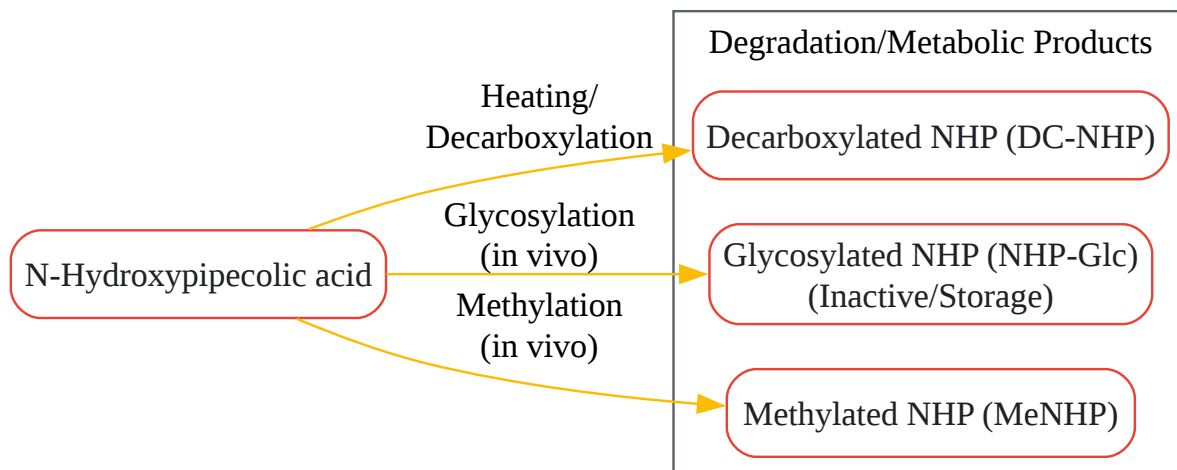 Degradation/Metabolic Products
Heating/
Decarboxylation
Decarboxylated NHP (DC-NHP)
Glycosylation
(in vivo)
N-Hydroxypipecolic acid
Glycosylated NHP (NHP-Glc)
(Inactive/Storage)
Methylation
(in vivo)
Methylated NHP (MeNHP)